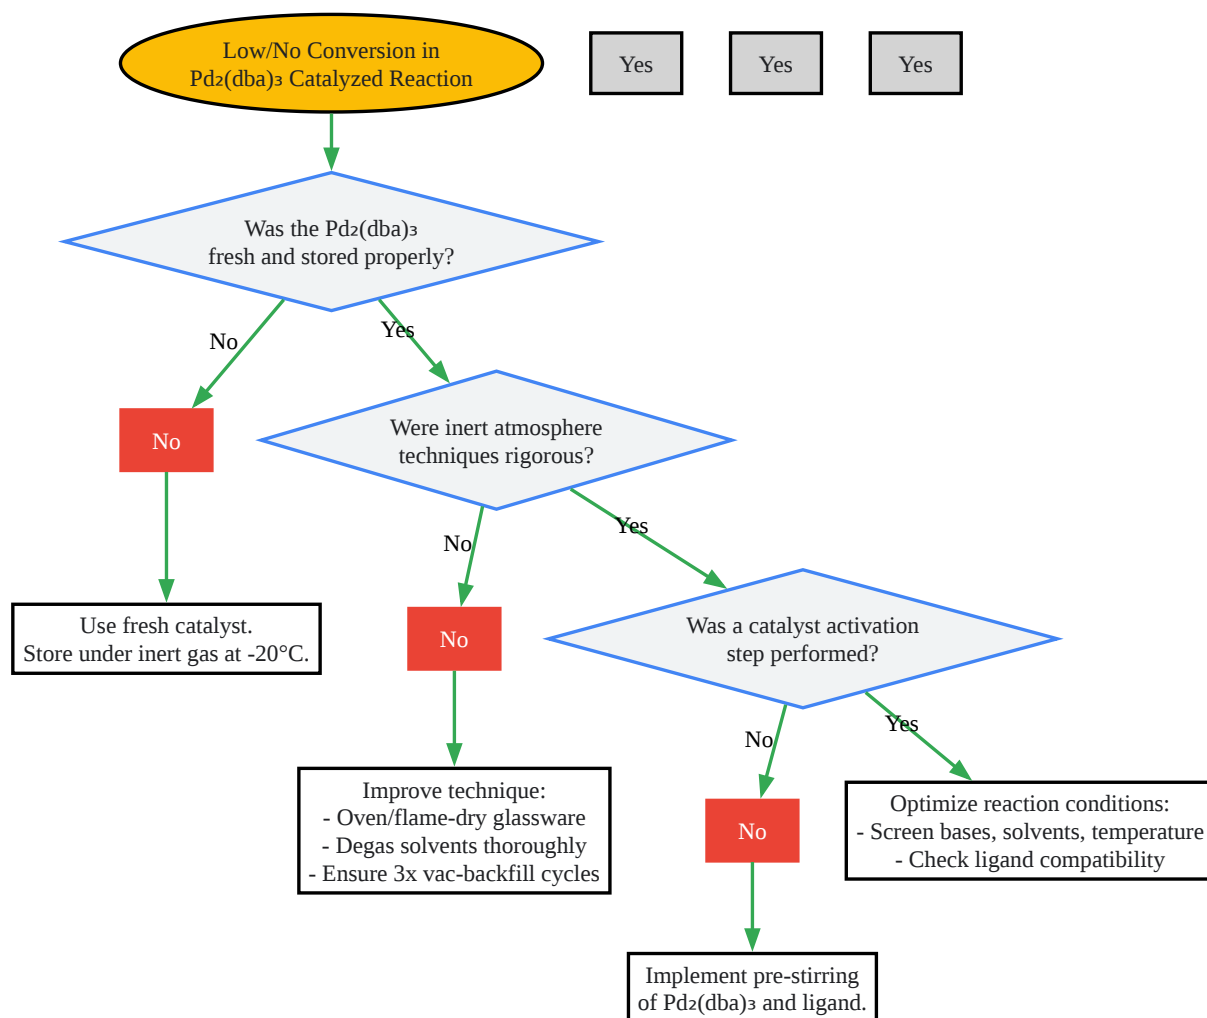 Low/No Conversion in
Pd₂(dba)₃ Catalyzed Reaction
Yes
Yes
Yes
Was the Pd₂(dba)₃
fresh and stored properly?
No
Yes
No
Were inert atmosphere
techniques rigorous?
No
Yes
Use fresh catalyst.
Store under inert gas at -20°C.
No
Was a catalyst activation
step performed?
No
Yes
Improve technique:
- Oven/flame-dry glassware
- Degas solvents thoroughly
- Ensure 3x vac-backfill cycles
No
Optimize reaction conditions:
- Screen bases, solvents, temperature
- Check ligand compatibility
Implement pre-stirring
of Pd₂(dba)₃ and ligand.